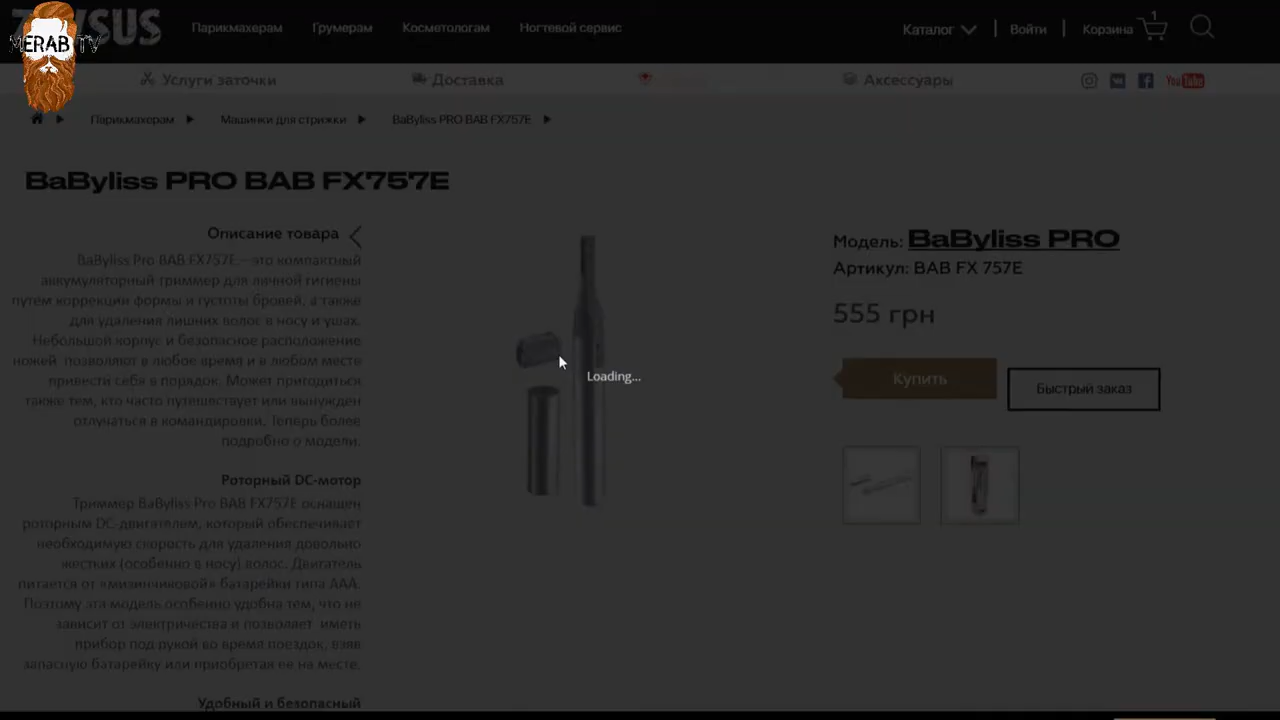 MERAB TV
Парикмахерам Грумерам Косметологам Ногтевой сервис Каталог Войти Корзина 1
Услуги заточки Доставка Аксессуары YouTube
Парикмахерам Машинки для стрижки BaByliss PRO BAB FX757E
BaByliss PRO BAB FX757E
Описание товара
BaByliss Pro BAB FX757E – это компактный
аккумуляторный триммер для личной гигиены
путем коррекции формы и густоты бровей, а также
для удаления лишних волос в носу и ушах.
Небольшой корпус и безопасное расположение
ножей позволяют в любое время и в любом месте
привести себя в порядок. Может пригодиться
также тем, кто часто путешествует или вынужден
отлучаться в командировки. Теперь более
подробно о модели.
Роторный DC-мотор
Триммер BaByliss Pro BAB FX757E оснащен
роторным DC-двигателем, который обеспечивает
необходимую скорость для удаления довольно
жестких (особенно в носу) волос. Двигатель
питается от «мизинчиковой» батарейки типа ААА.
Поэтому эта модель особенно удобна тем, что не
зависит от электричества и позволяет иметь
прибор под рукой во время поездок, взяв
запасную батарейку или приобретая ее на месте.
Удобный и безопасный
Loading...
Модель: BaByliss PRO
Артикул: BAB FX 757E
555 грн
Купить
Быстрый заказ